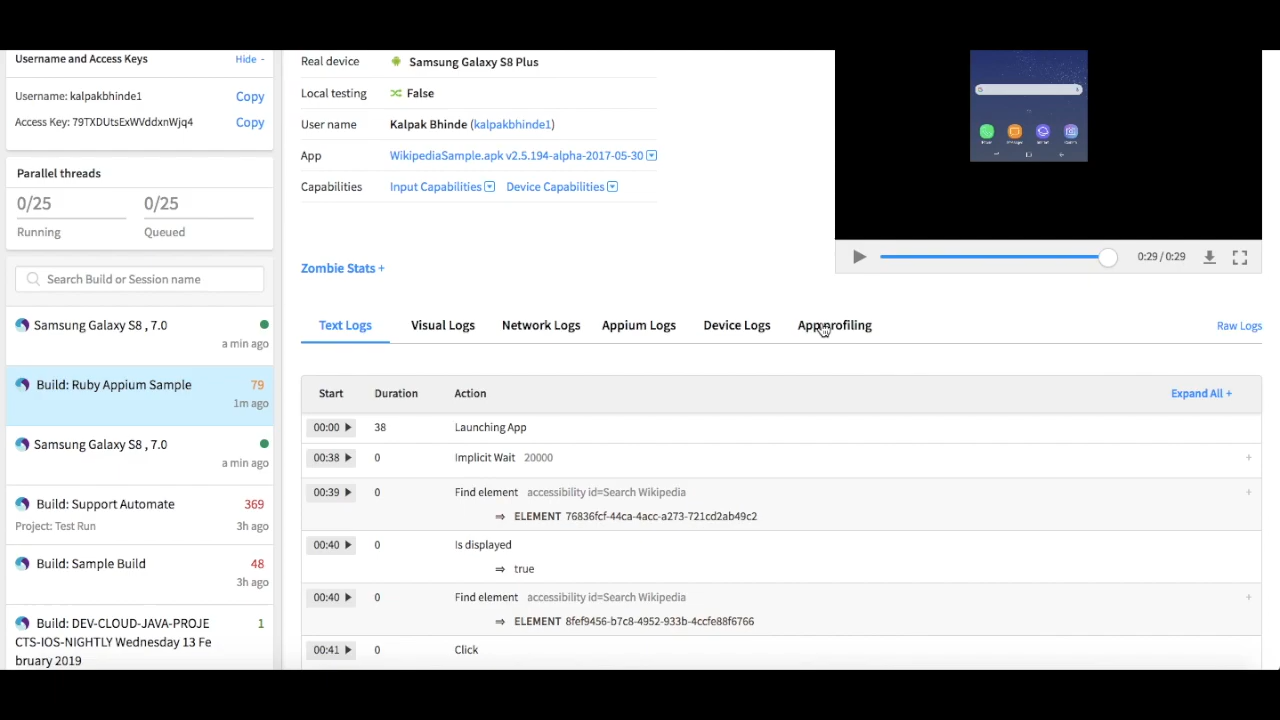 Username and Access Keys Hide -
Username: kalpakbhinde1 Copy
Access Key: 79TXDUtsExWVddxnWjq4 Copy
Parallel threads
0/25 0/25
Running Queued
Search Build or Session name
Samsung Galaxy S8 , 7.0
a min ago
Build: Ruby Appium Sample 79
1m ago
Samsung Galaxy S8 , 7.0
a min ago
Build: Support Automate 369
Project: Test Run 3h ago
Build: Sample Build 48
3h ago
Build: DEV-CLOUD-JAVA-PROJE 1
CTS-IOS-NIGHTLY Wednesday 13 Fe
bruary 2019
Real device Samsung Galaxy S8 Plus
Local testing False
User name Kalpak Bhinde (kalpakbhinde1)
App WikipediaSample.apk v2.5.194-alpha-2017-05-30
Capabilities Input Capabilities Device Capabilities
0:29 / 0:29
Zombie Stats +
Text Logs Visual Logs Network Logs Appium Logs Device Logs App profiling Raw Logs
Start Duration Action Expand All +
00:00 38 Launching App
00:38 0 Implicit Wait 20000 +
00:39 0 Find element accessibility id=Search Wikipedia +
⇒ ELEMENT 76836fcf-44ca-4acc-a273-721cd2ab49c2
00:40 0 Is displayed
⇒ true
00:40 0 Find element accessibility id=Search Wikipedia +
⇒ ELEMENT 8fef9456-b7c8-4952-933b-4ccfe88f6766
00:41 0 Click